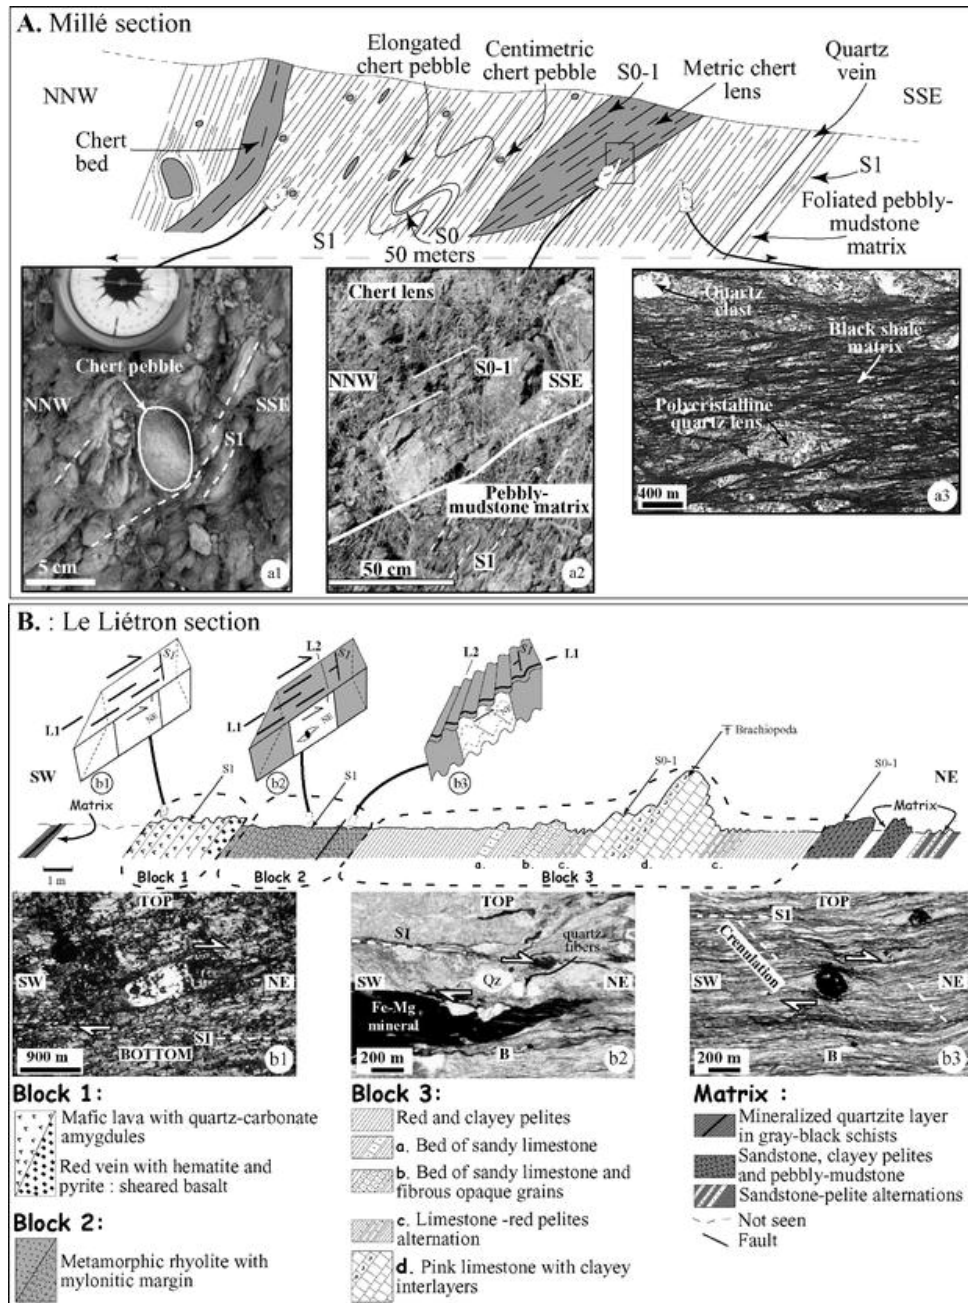 A. Millé section
Elongated
chert pebble
Centimetric
chert pebble
S0-1
Metric chert
lens
Quartz
vein
NNW
SSE
Chert
bed
S1
Foliated pebbly-
mudstone
matrix
S1
S0
50 meters
Chert pebble
NNW
SSE
S1
5 cm
a1
Chert lens
S0-1
NNW
SSE
Pebbly-
mudstone matrix
S1
50 cm
a2
Quartz
clast
Black shale
matrix
Polycristalline
quartz lens
400 m
a3
B. : Le Liétron section
L1
S1
NE
b1
L2
S1
L1
NE
b2
L2
S1
L1
b3
SW
NE
Matrix
S1
S1
S0-1
Brachiopoda
S0-1
Matrix
1 m
Block 1
Block 2
Block 3
a.
b.
c.
d.
c.
TOP
SW
NE
S1
BOTTOM
900 m
b1
TOP
S1
quartz
fibers
SW
Qz
NE
Fe-Mg
mineral
200 m
B
b2
TOP
S1
Crenulation
SW
NE
200 m
B
b3
Block 1:
Mafic lava with quartz-carbonate
amygdules
Red vein with hematite and
pyrite : sheared basalt
Block 2:
Metamorphic rhyolite with
mylonitic margin
Block 3:
Red and clayey pelites
a. Bed of sandy limestone
b. Bed of sandy limestone and
fibrous opaque grains
c. Limestone -red pelites
alternation
d. Pink limestone with clayey
interlayers
Matrix :
Mineralized quartzite layer
in gray-black schists
Sandstone, clayey pelites
and pebbly-mudstone
Sandstone-pelite alternations
Not seen
Fault